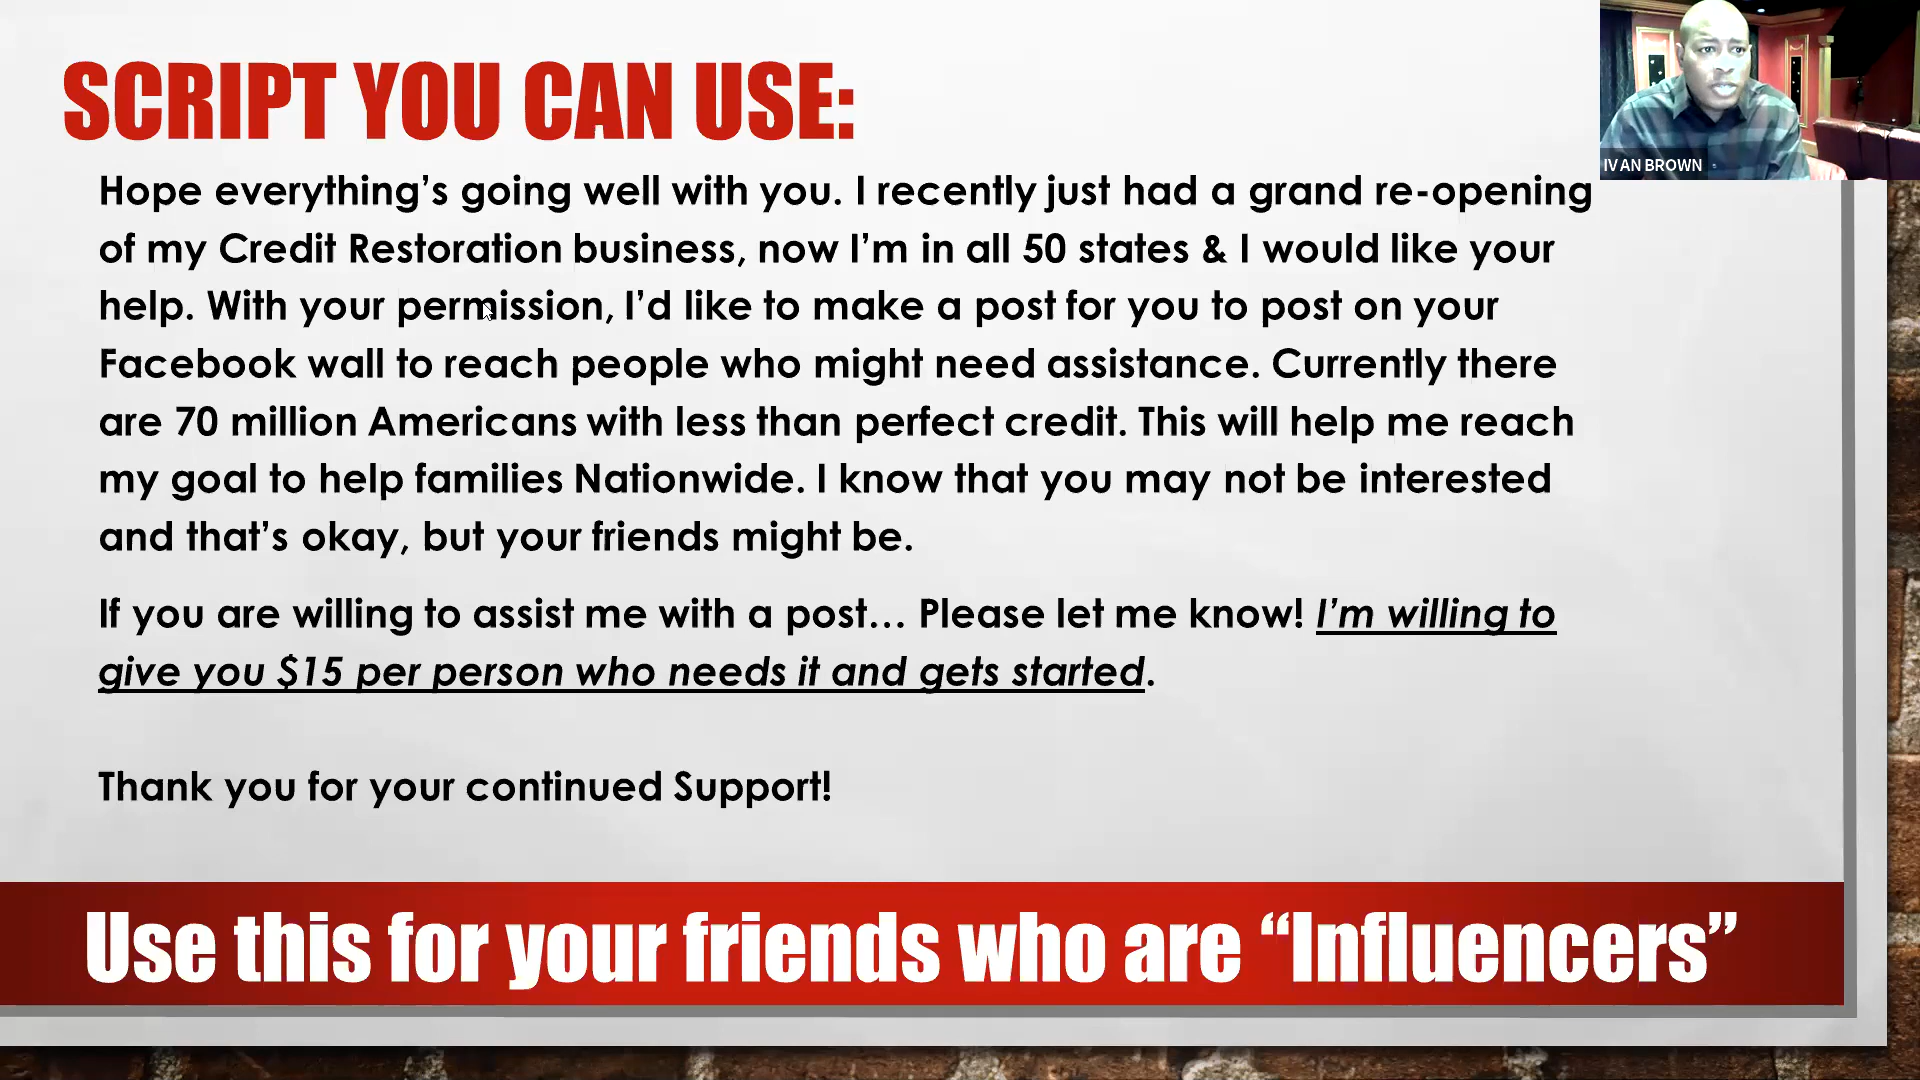 SCRIPT YOU CAN USE:
IVAN BROWN
Hope everything's going well with you. I recently just had a grand re-opening
of my Credit Restoration business, now I'm in all 50 states & I would like your
help. With your permission, I'd like to make a post for you to post on your
Facebook wall to reach people who might need assistance. Currently there
are 70 million Americans with less than perfect credit. This will help me reach
my goal to help families Nationwide. I know that you may not be interested
and that's okay, but your friends might be.
If you are willing to assist me with a post... Please let me know! I'm willing to
give you $15 per person who needs it and gets started.
Thank you for your continued Support!
Use this for your friends who are “Influencers”